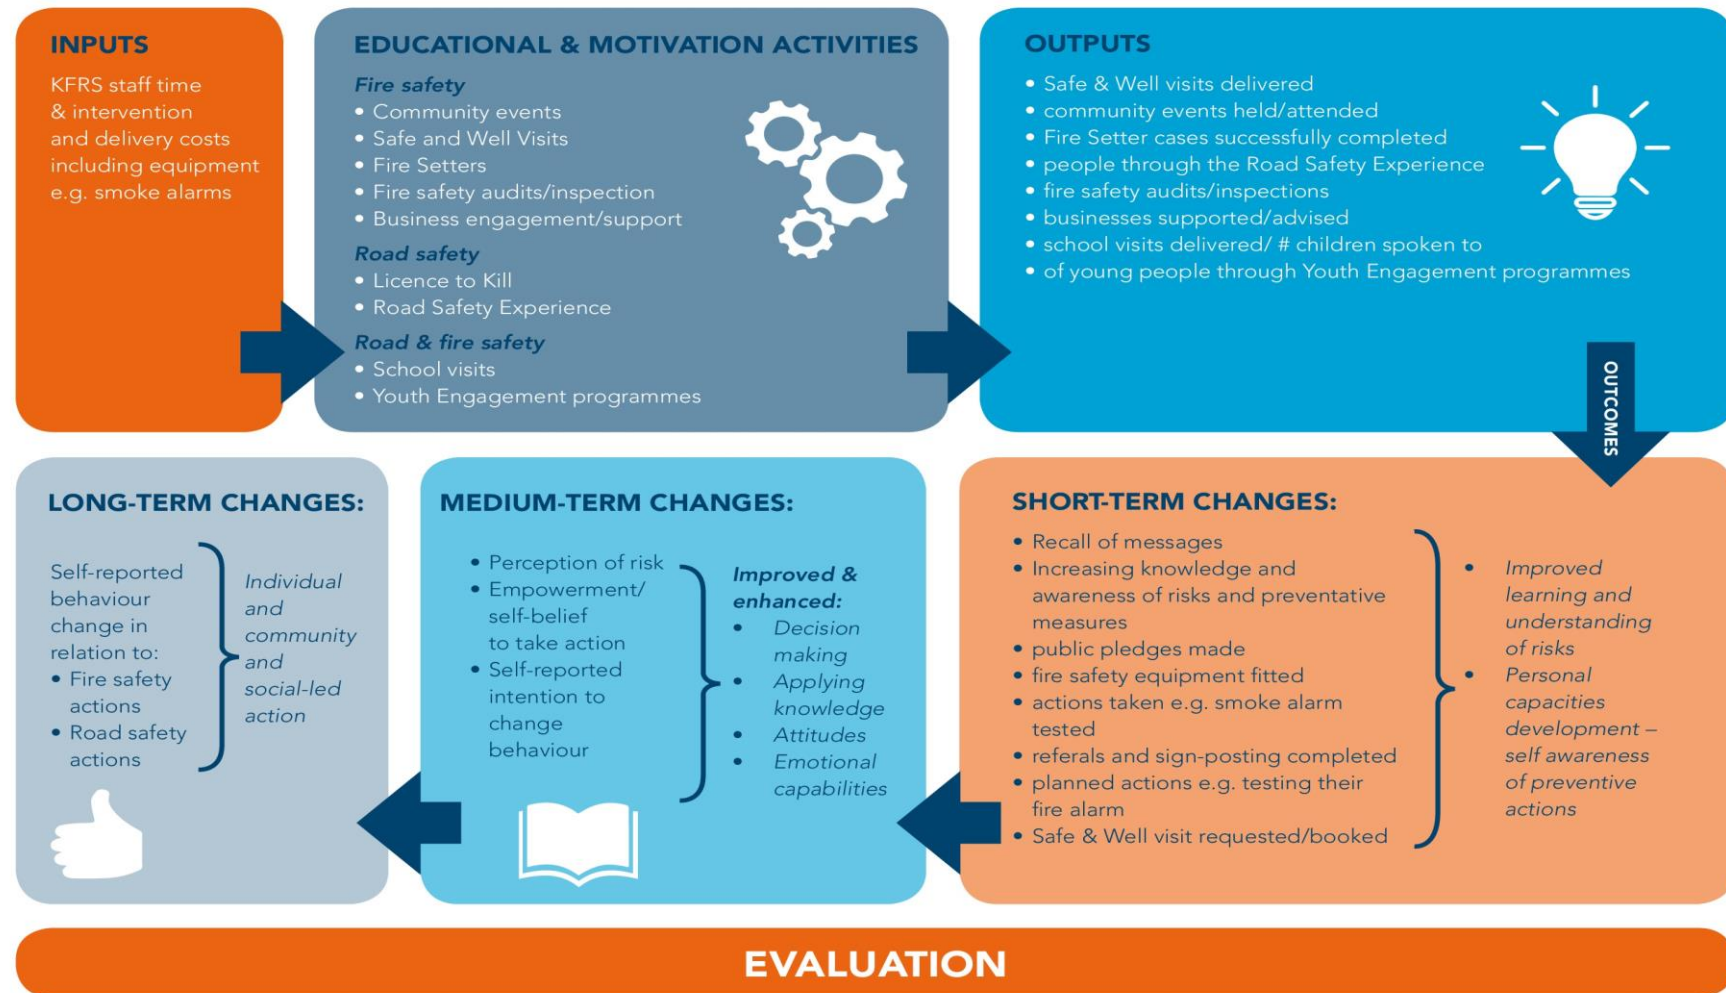 INPUTS
KFRS staff time
& intervention
and delivery costs
including equipment
e.g. smoke alarms
EDUCATIONAL & MOTIVATION ACTIVITIES
Fire safety
• Community events
• Safe and Well Visits
• Fire Setters
• Fire safety audits/inspection
• Business engagement/support
Road safety
• Licence to Kill
• Road Safety Experience
Road & fire safety
• School visits
• Youth Engagement programmes
OUTPUTS
• Safe & Well visits delivered
• community events held/attended
• Fire Setter cases successfully completed
• people through the Road Safety Experience
• fire safety audits/inspections
• businesses supported/advised
• school visits delivered/ # children spoken to
• of young people through Youth Engagement programmes
OUTCOMES
SHORT-TERM CHANGES:
• Recall of messages
• Increasing knowledge and
awareness of risks and preventative
measures
• public pledges made
• fire safety equipment fitted
• actions taken e.g. smoke alarm
tested
• referals and sign-posting completed
• planned actions e.g. testing their
fire alarm
• Safe & Well visit requested/booked
• Improved
learning and
understanding
of risks
• Personal
capacities
development –
self awareness
of preventive
actions
MEDIUM-TERM CHANGES:
• Perception of risk
• Empowerment/
self-belief
to take action
• Self-reported
intention to
change
behaviour
Improved &
enhanced:
• Decision
making
• Applying
knowledge
• Attitudes
• Emotional
capabilities
LONG-TERM CHANGES:
Self-reported
behaviour
change in
relation to:
• Fire safety
actions
• Road safety
actions
Individual
and
community
and
social-led
action
EVALUATION